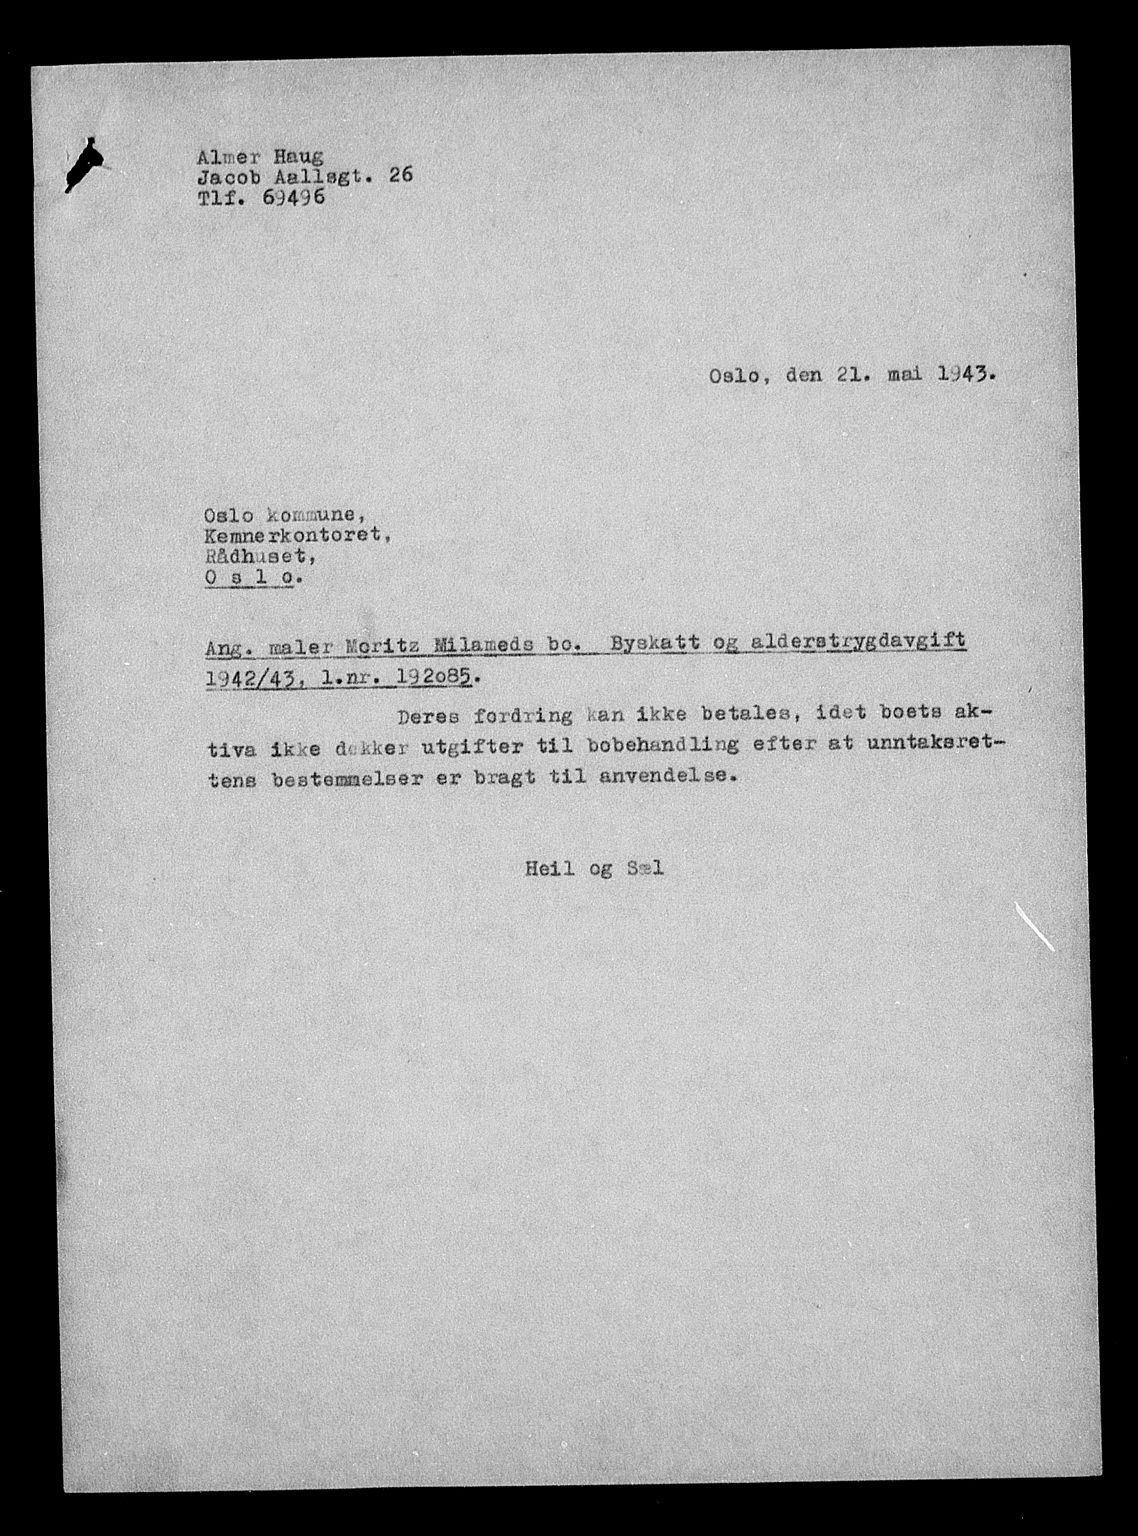 Almer Haug
Jacob Aallsgt. 26
Tlf. 69496
Oslo, den 21. mai 1943.
Oslo kommune,
Kemnerkontoret,
Rådhuset,
O s l o.
Ang. maler Moritz Milameds bo. Byskatt og alderstrygdavgift
1942/43, l.nr. 192o85.
Deres fordring kan ikke betales, idet boets ak-
tiva ikke dekker utgifter til bobehandling efter at unntaksret-
tens bestemmelser er bragt til anvendelse.
Heil og Sæl